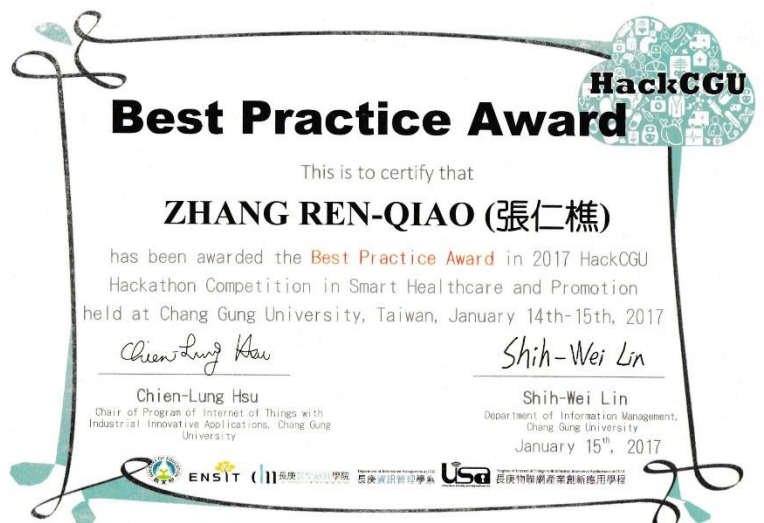 HackCGU
Best Practice Award
This is to certify that
ZHANG REN-QIAO (張仁樵)
has been awarded the Best Practice Award in 2017 HackCGU
Hackathon Competition in Smart Healthcare and Promotion
held at Chang Gung University, Taiwan, January 14th-15th, 2017
Chien-Lung Hsu
Shih-Wei Lin
Chien-Lung Hsu
Chair of Program of Internet of Things with
Industrial Innovative Applications, Chang Gung
University
Shih-Wei Lin
Department of Information Management,
Chang Gung University
January 15th, 2017
ENSIT
長庚 學院
長庚資訊管理學系
長庚物聯網產業創新應用學程